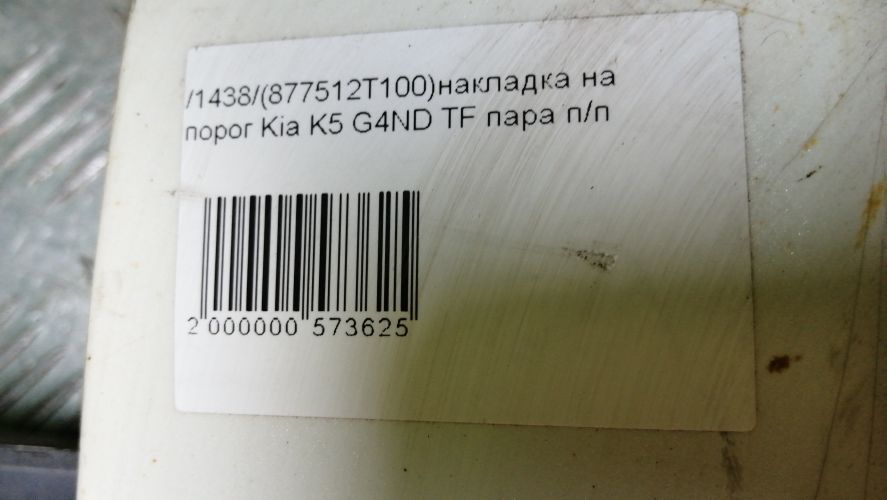 /1438/(877512T100)накладка на
порог Kia K5 G4ND TF пара п/п
2 000000 573625